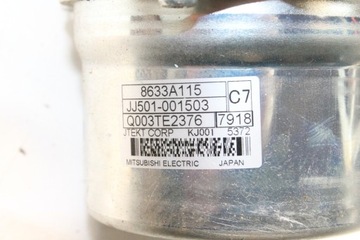 8633A115
C7
JJ501-001503
Q003TE2376 7918
JTEKT CORP KJ001 5372
MITSUBISHI ELECTRIC JAPAN